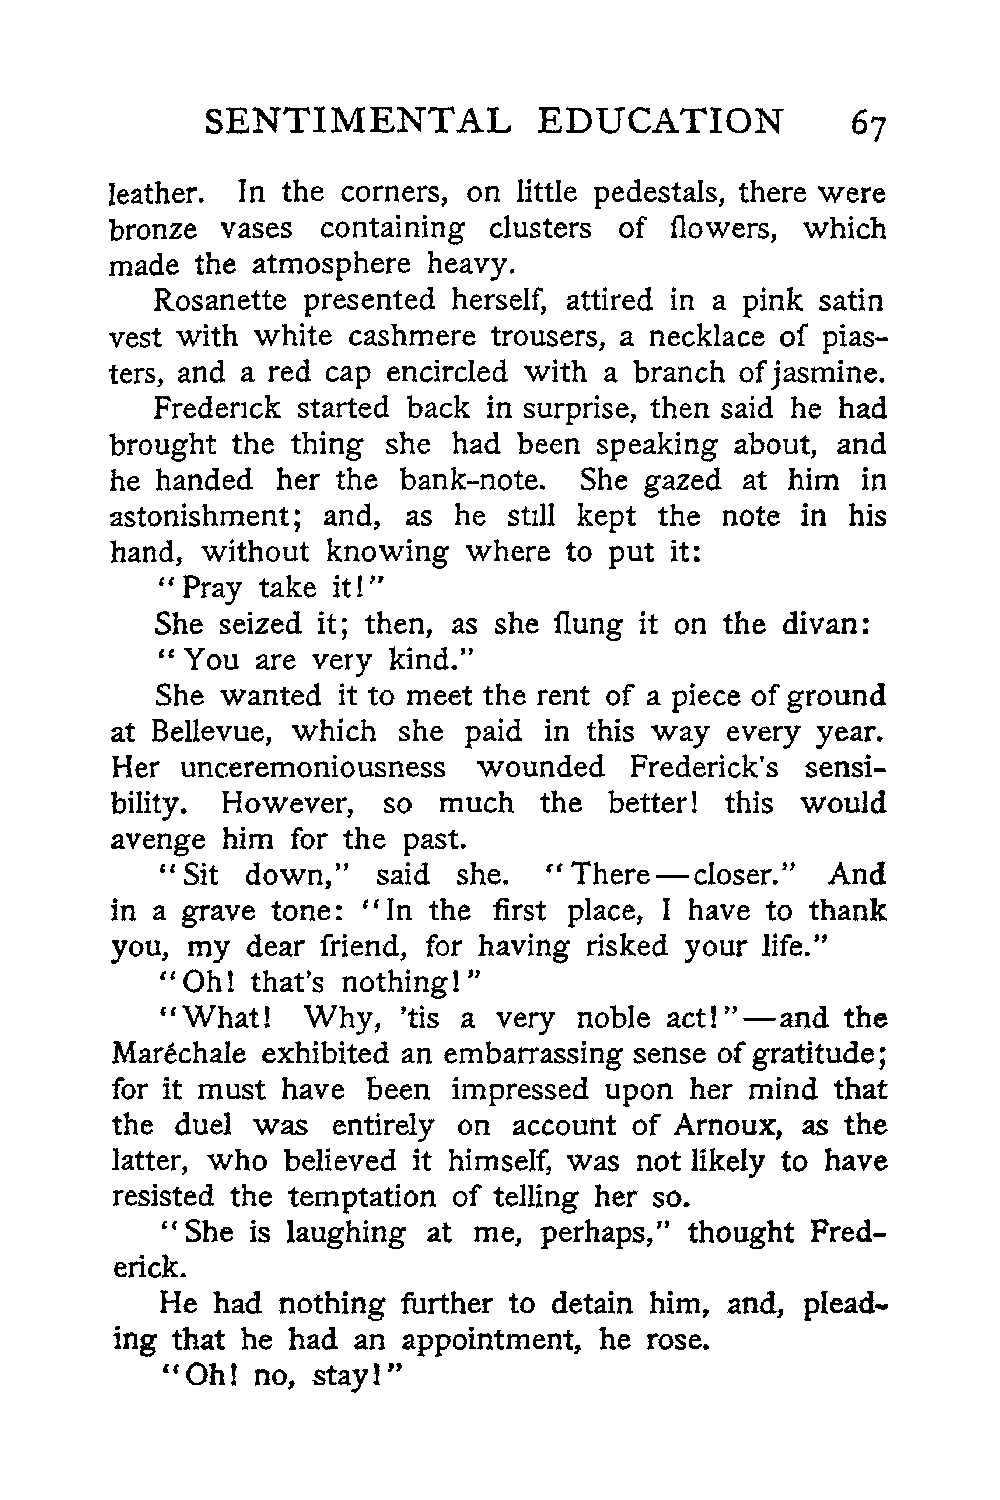 SENTIMENTAL EDUCATION 67
leather. In the corners, on little pedestals, there were
bronze vases containing clusters of flowers, which
made the atmosphere heavy.
Rosanette presented herself, attired in a pink satin
vest with white cashmere trousers, a necklace of pias-
ters, and a red cap encircled with a branch of jasmine.
Frederick started back in surprise, then said he had
brought the thing she had been speaking about, and
he handed her the bank-note. She gazed at him in
astonishment; and, as he still kept the note in his
hand, without knowing where to put it:
"Pray take it!"
She seized it; then, as she flung it on the divan:
"You are very kind."
She wanted it to meet the rent of a piece of ground
at Bellevue, which she paid in this way every year.
Her unceremoniousness wounded Frederick's sensi-
bility. However, so much the better! this would
avenge him for the past.
"Sit down," said she. "There—closer." And
in a grave tone: "In the first place, I have to thank
you, my dear friend, for having risked your life."
"Oh! that's nothing!"
"What! Why, 'tis a very noble act!"—and the
Maréchale exhibited an embarrassing sense of gratitude;
for it must have been impressed upon her mind that
the duel was entirely on account of Arnoux, as the
latter, who believed it himself, was not likely to have
resisted the temptation of telling her so.
"She is laughing at me, perhaps," thought Fred-
erick.
He had nothing further to detain him, and, plead-
ing that he had an appointment, he rose.
"Oh! no, stay!"